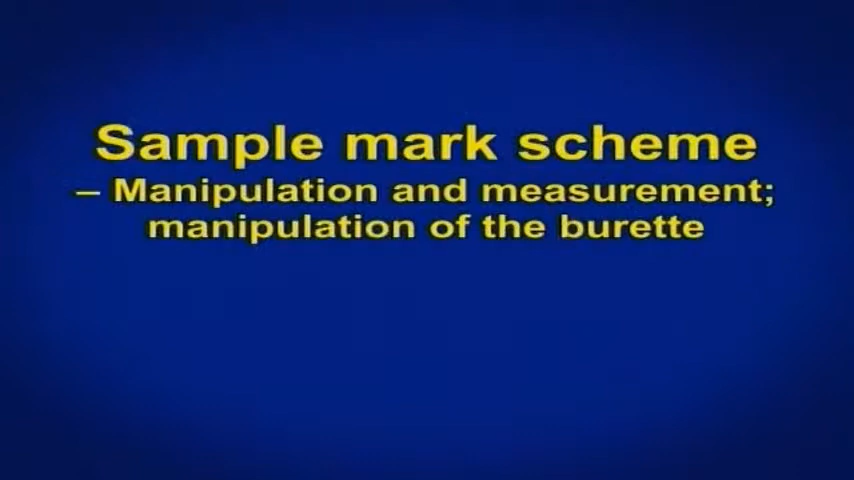 Sample mark scheme
– Manipulation and measurement;
manipulation of the burette